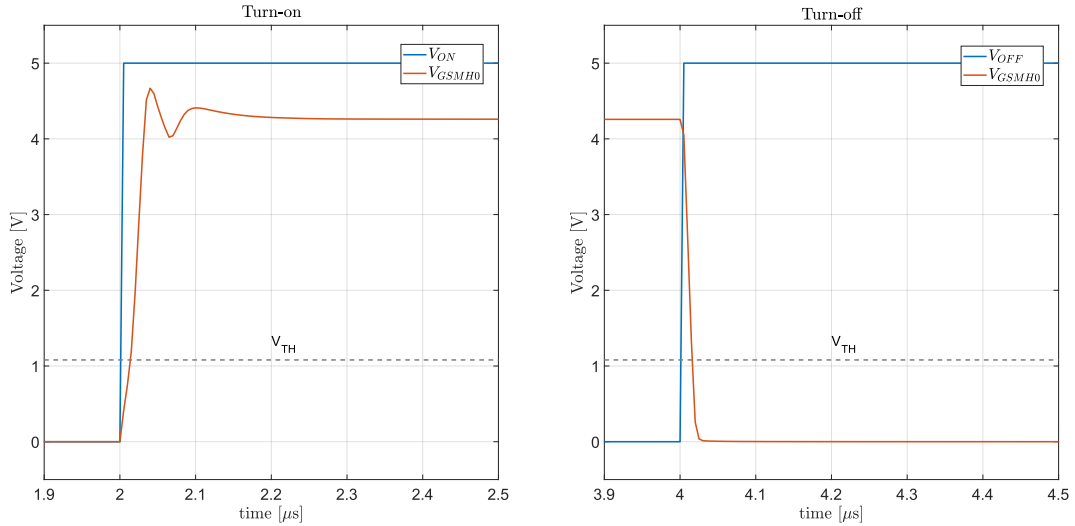 Turn-on
V_ON
V_GSMH0
Voltage [V]
5
4
3
2
1
0
V_TH
1.9 2 2.1 2.2 2.3 2.4 2.5
time [μs]
Turn-off
V_OFF
V_GSMH0
Voltage [V]
5
4
3
2
1
0
V_TH
3.9 4 4.1 4.2 4.3 4.4 4.5
time [μs]